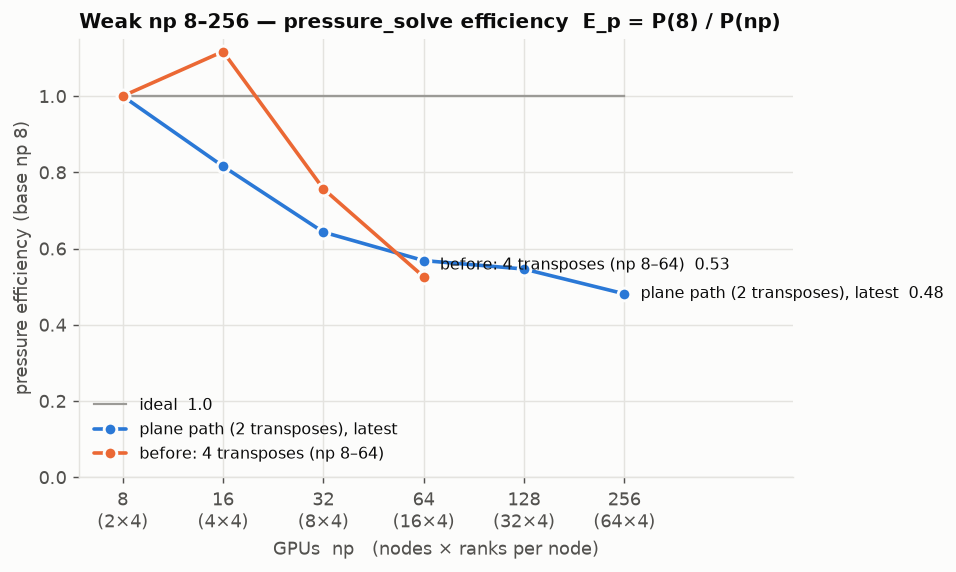 Weak np 8–256 — pressure_solve efficiency  E_p = P(8) / P(np)
pressure efficiency (base np 8)
1.0
0.8
0.6
0.4
0.2
0.0
before: 4 transposes (np 8–64)  0.53
plane path (2 transposes), latest  0.48
ideal  1.0
plane path (2 transposes), latest
before: 4 transposes (np 8–64)
8 16 32 64 128 256
(2×4) (4×4) (8×4) (16×4) (32×4) (64×4)
GPUs  np   (nodes × ranks per node)